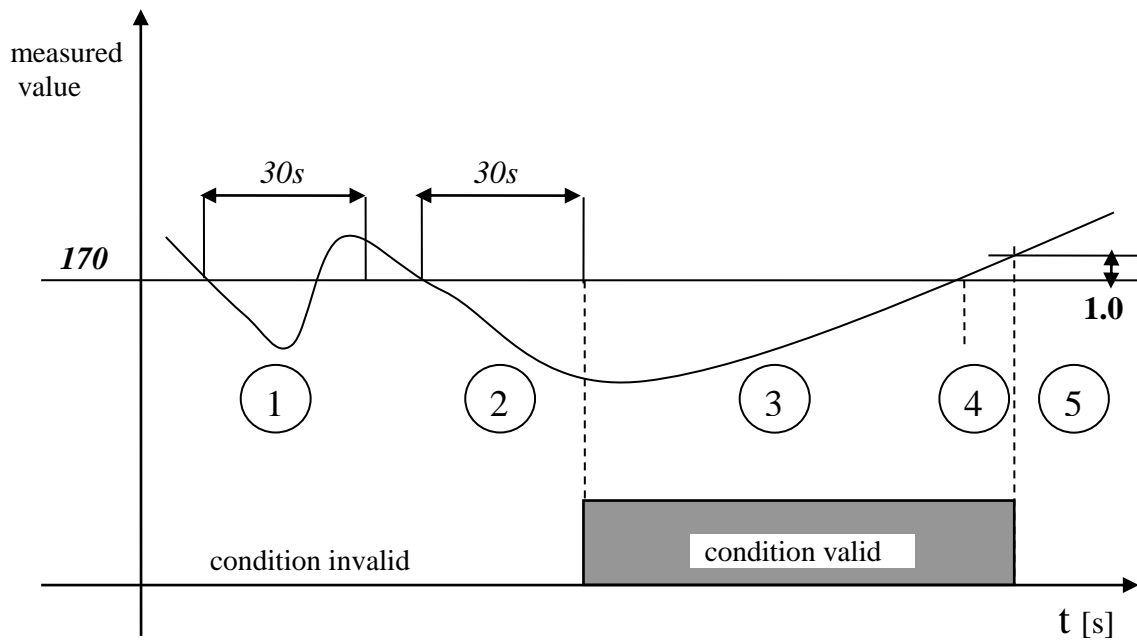 measured
value
30s
30s
170
1.0
1
2
3
4
5
condition invalid
condition valid
t [s]